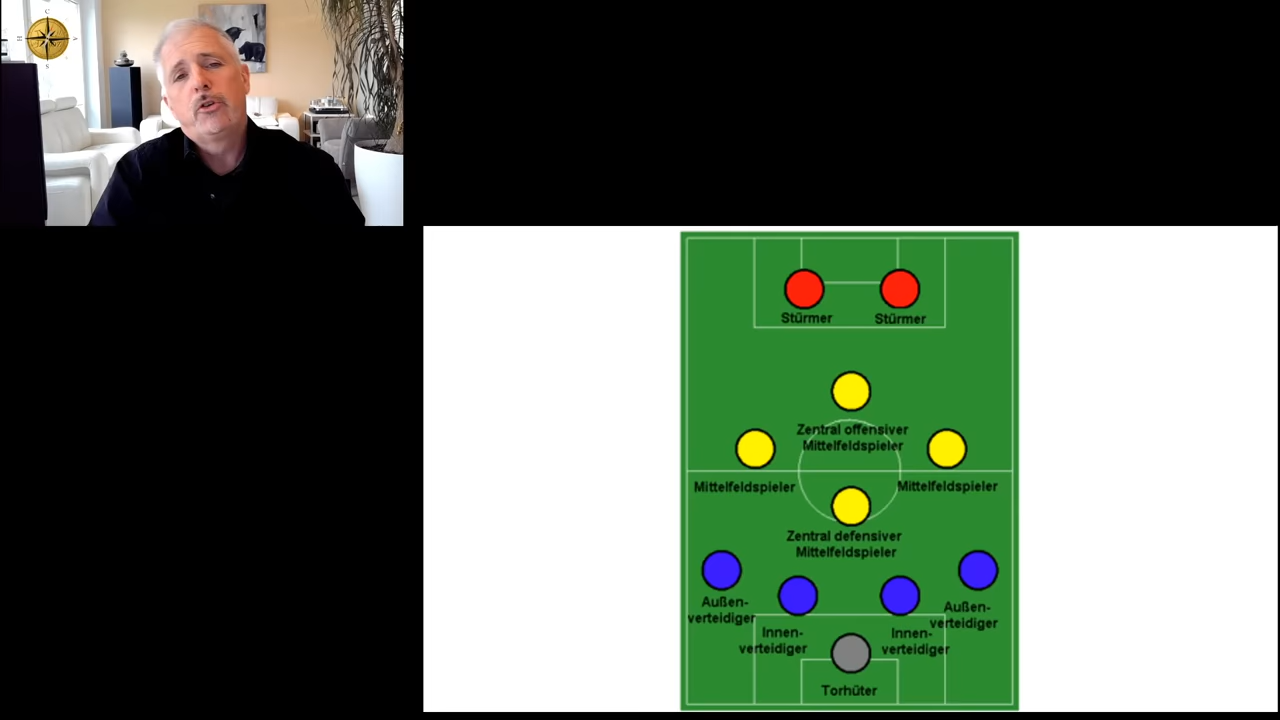 C
H
A
S
Stürmer
Stürmer
Zentral offensiver
Mittelfeldspieler
Mittelfeldspieler
Mittelfeldspieler
Zentral defensiver
Mittelfeldspieler
Außen-
verteidiger
Außen-
verteidiger
Innen-
verteidiger
Innen-
verteidiger
Torhüter